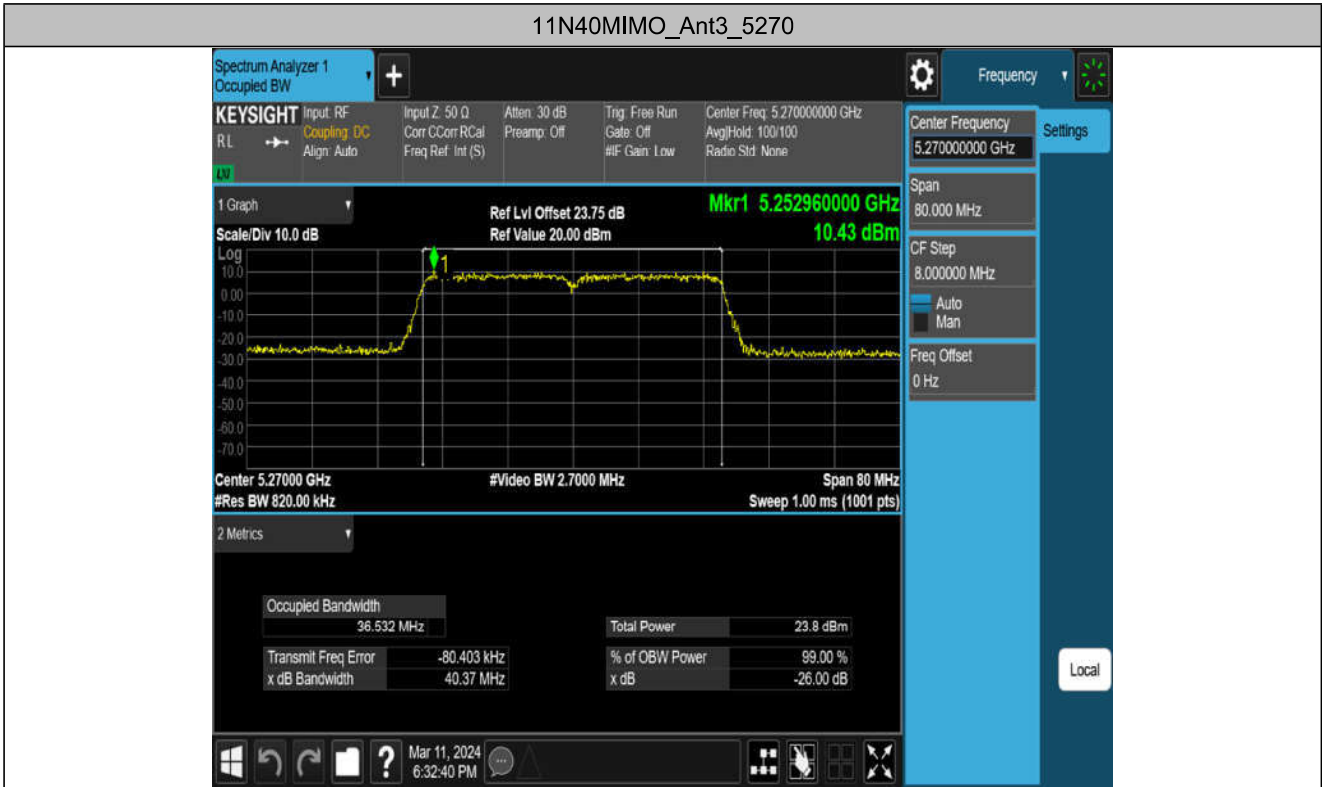 11N40MIMO_Ant3_5270
Spectrum Analyzer 1
Occupied BW
+
Frequency
KEYSIGHT
RL
Input: RF
Coupling: DC
Align: Auto
Input Z: 50 Ω
Corr CCorr RCal
Freq Ref: Int (S)
Atten: 30 dB
Preamp: Off
Trig: Free Run
Gate: Off
#IF Gain: Low
Center Freq: 5.270000000 GHz
Avg|Hold: 100/100
Radio Std: None
Center Frequency
5.270000000 GHz
Settings
Span
80.000 MHz
CF Step
8.000000 MHz
Auto
Man
Freq Offset
0 Hz
Local
1 Graph
Scale/Div 10.0 dB
Ref Lvl Offset 23.75 dB
Ref Value 20.00 dBm
Mkr1 5.252960000 GHz
10.43 dBm
Log
10.0
0.00
-10.0
-20.0
-30.0
-40.0
-50.0
-60.0
-70.0
1
Center 5.27000 GHz
#Video BW 2.7000 MHz
Span 80 MHz
#Res BW 820.00 kHz
Sweep 1.00 ms (1001 pts)
2 Metrics
Occupied Bandwidth
36.532 MHz
Total Power 23.8 dBm
Transmit Freq Error -80.403 kHz
% of OBW Power 99.00 %
x dB Bandwidth 40.37 MHz
x dB -26.00 dB
?
Mar 11, 2024
6:32:40 PM